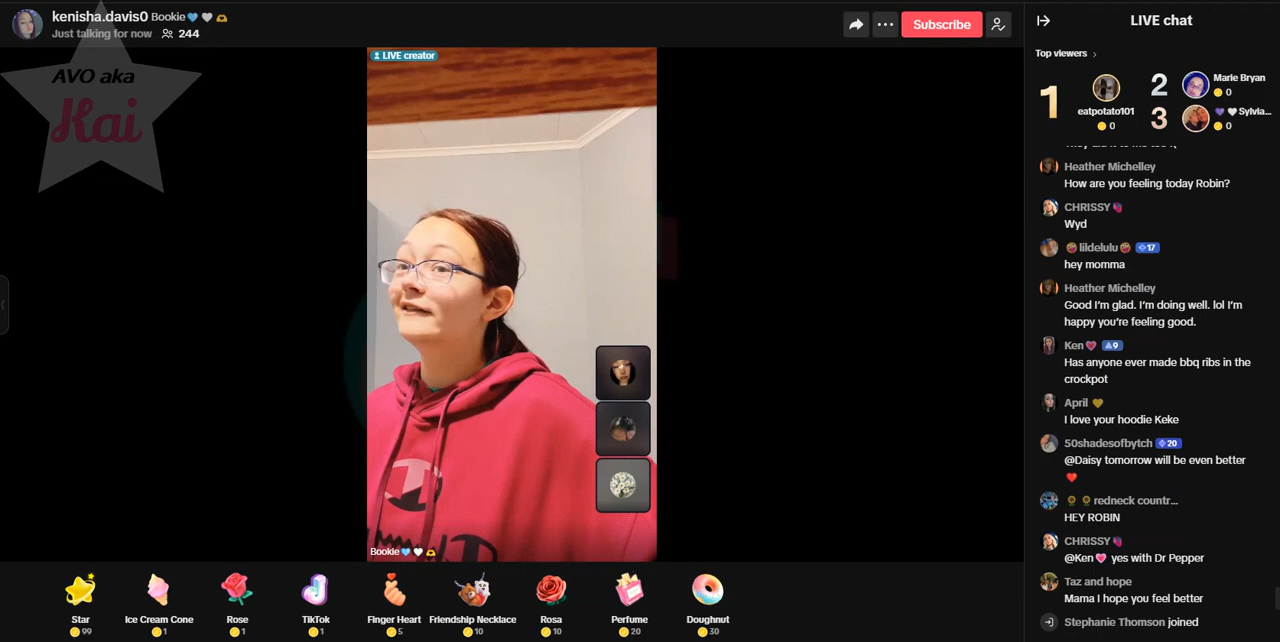 kenisha.davis0 Bookie💙🤍🫶
Just talking for now 244
Subscribe
AVO aka
Kai
LIVE creator
Bookie💙🤍🫶
Star
99
Ice Cream Cone
1
Rose
1
TikTok
1
Finger Heart
5
Friendship Necklace
10
Rosa
10
Perfume
20
Doughnut
30
LIVE chat
Top viewers
1
eatpotato101
0
2
Marie Bryan
0
3
💜🤍Sylvia...
0
Heather Michelley
How are you feeling today Robin?
CHRISSY
Wyd
lildelulu 17
hey momma
Heather Michelley
Good I'm glad. I'm doing well. lol I'm
happy you're feeling good.
Ken💗 9
Has anyone ever made bbq ribs in the
crockpot
April 💛
I love your hoodie Keke
50shadesofbytch 20
@Daisy tomorrow will be even better
❤️
🌻🌻redneck countr...
HEY ROBIN
CHRISSY
@Ken💗 yes with Dr Pepper
Taz and hope
Mama I hope you feel better
Stephanie Thomson joined